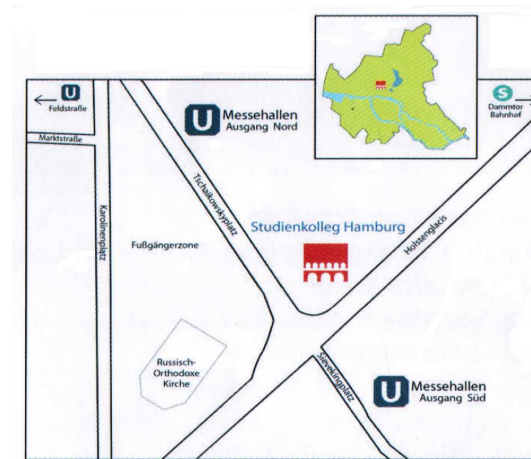 U
Feldstraße
Marktstraße
U
Messehallen
Ausgang Nord
S
Dammtor
Bahnhof
Karolinenplatz
Tschaikowskyplatz
Fußgängerzone
Studienkolleg Hamburg
Holstenglacis
Russisch-
Orthodoxe
Kirche
Sievekingplatz
U
Messehallen
Ausgang Süd